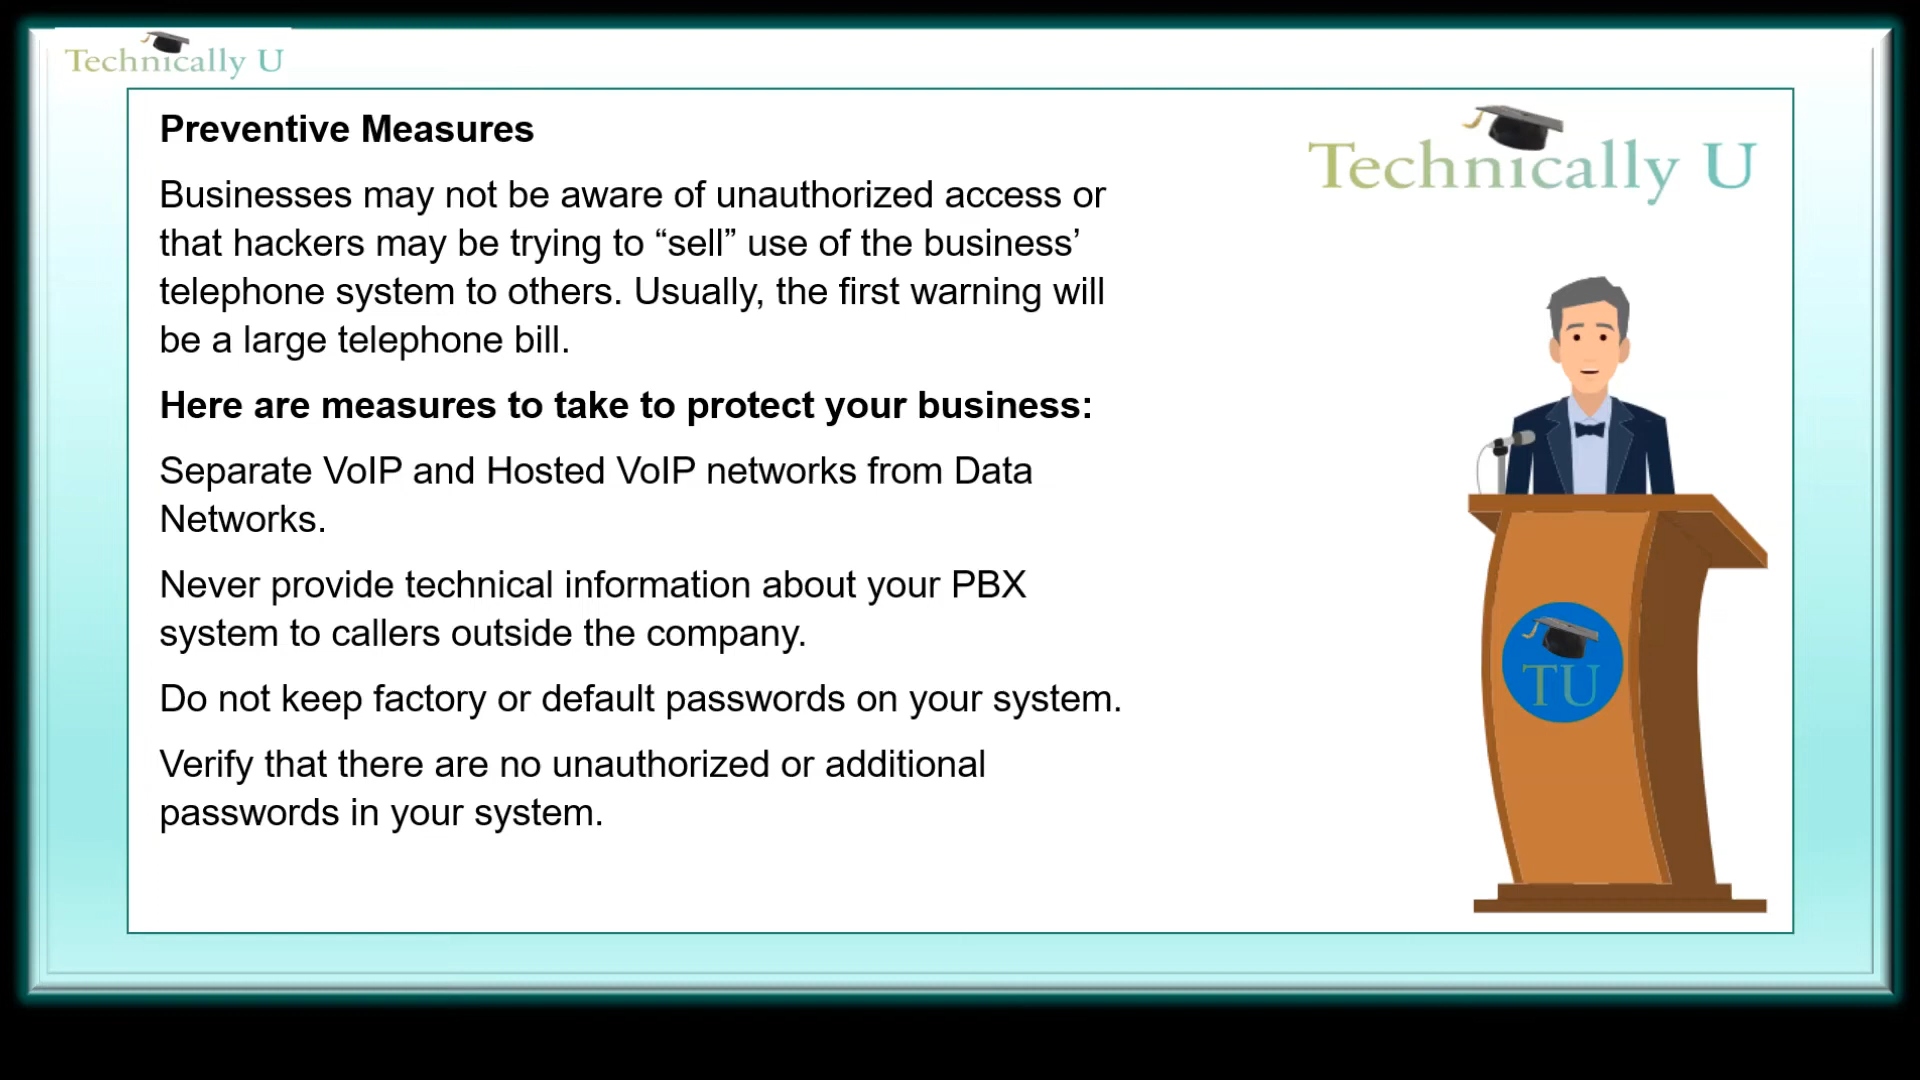 Technically U
Technically U
Preventive Measures
Businesses may not be aware of unauthorized access or
that hackers may be trying to “sell” use of the business’
telephone system to others. Usually, the first warning will
be a large telephone bill.
Here are measures to take to protect your business:
Separate VoIP and Hosted VoIP networks from Data
Networks.
Never provide technical information about your PBX
system to callers outside the company.
Do not keep factory or default passwords on your system.
Verify that there are no unauthorized or additional
passwords in your system.
TU